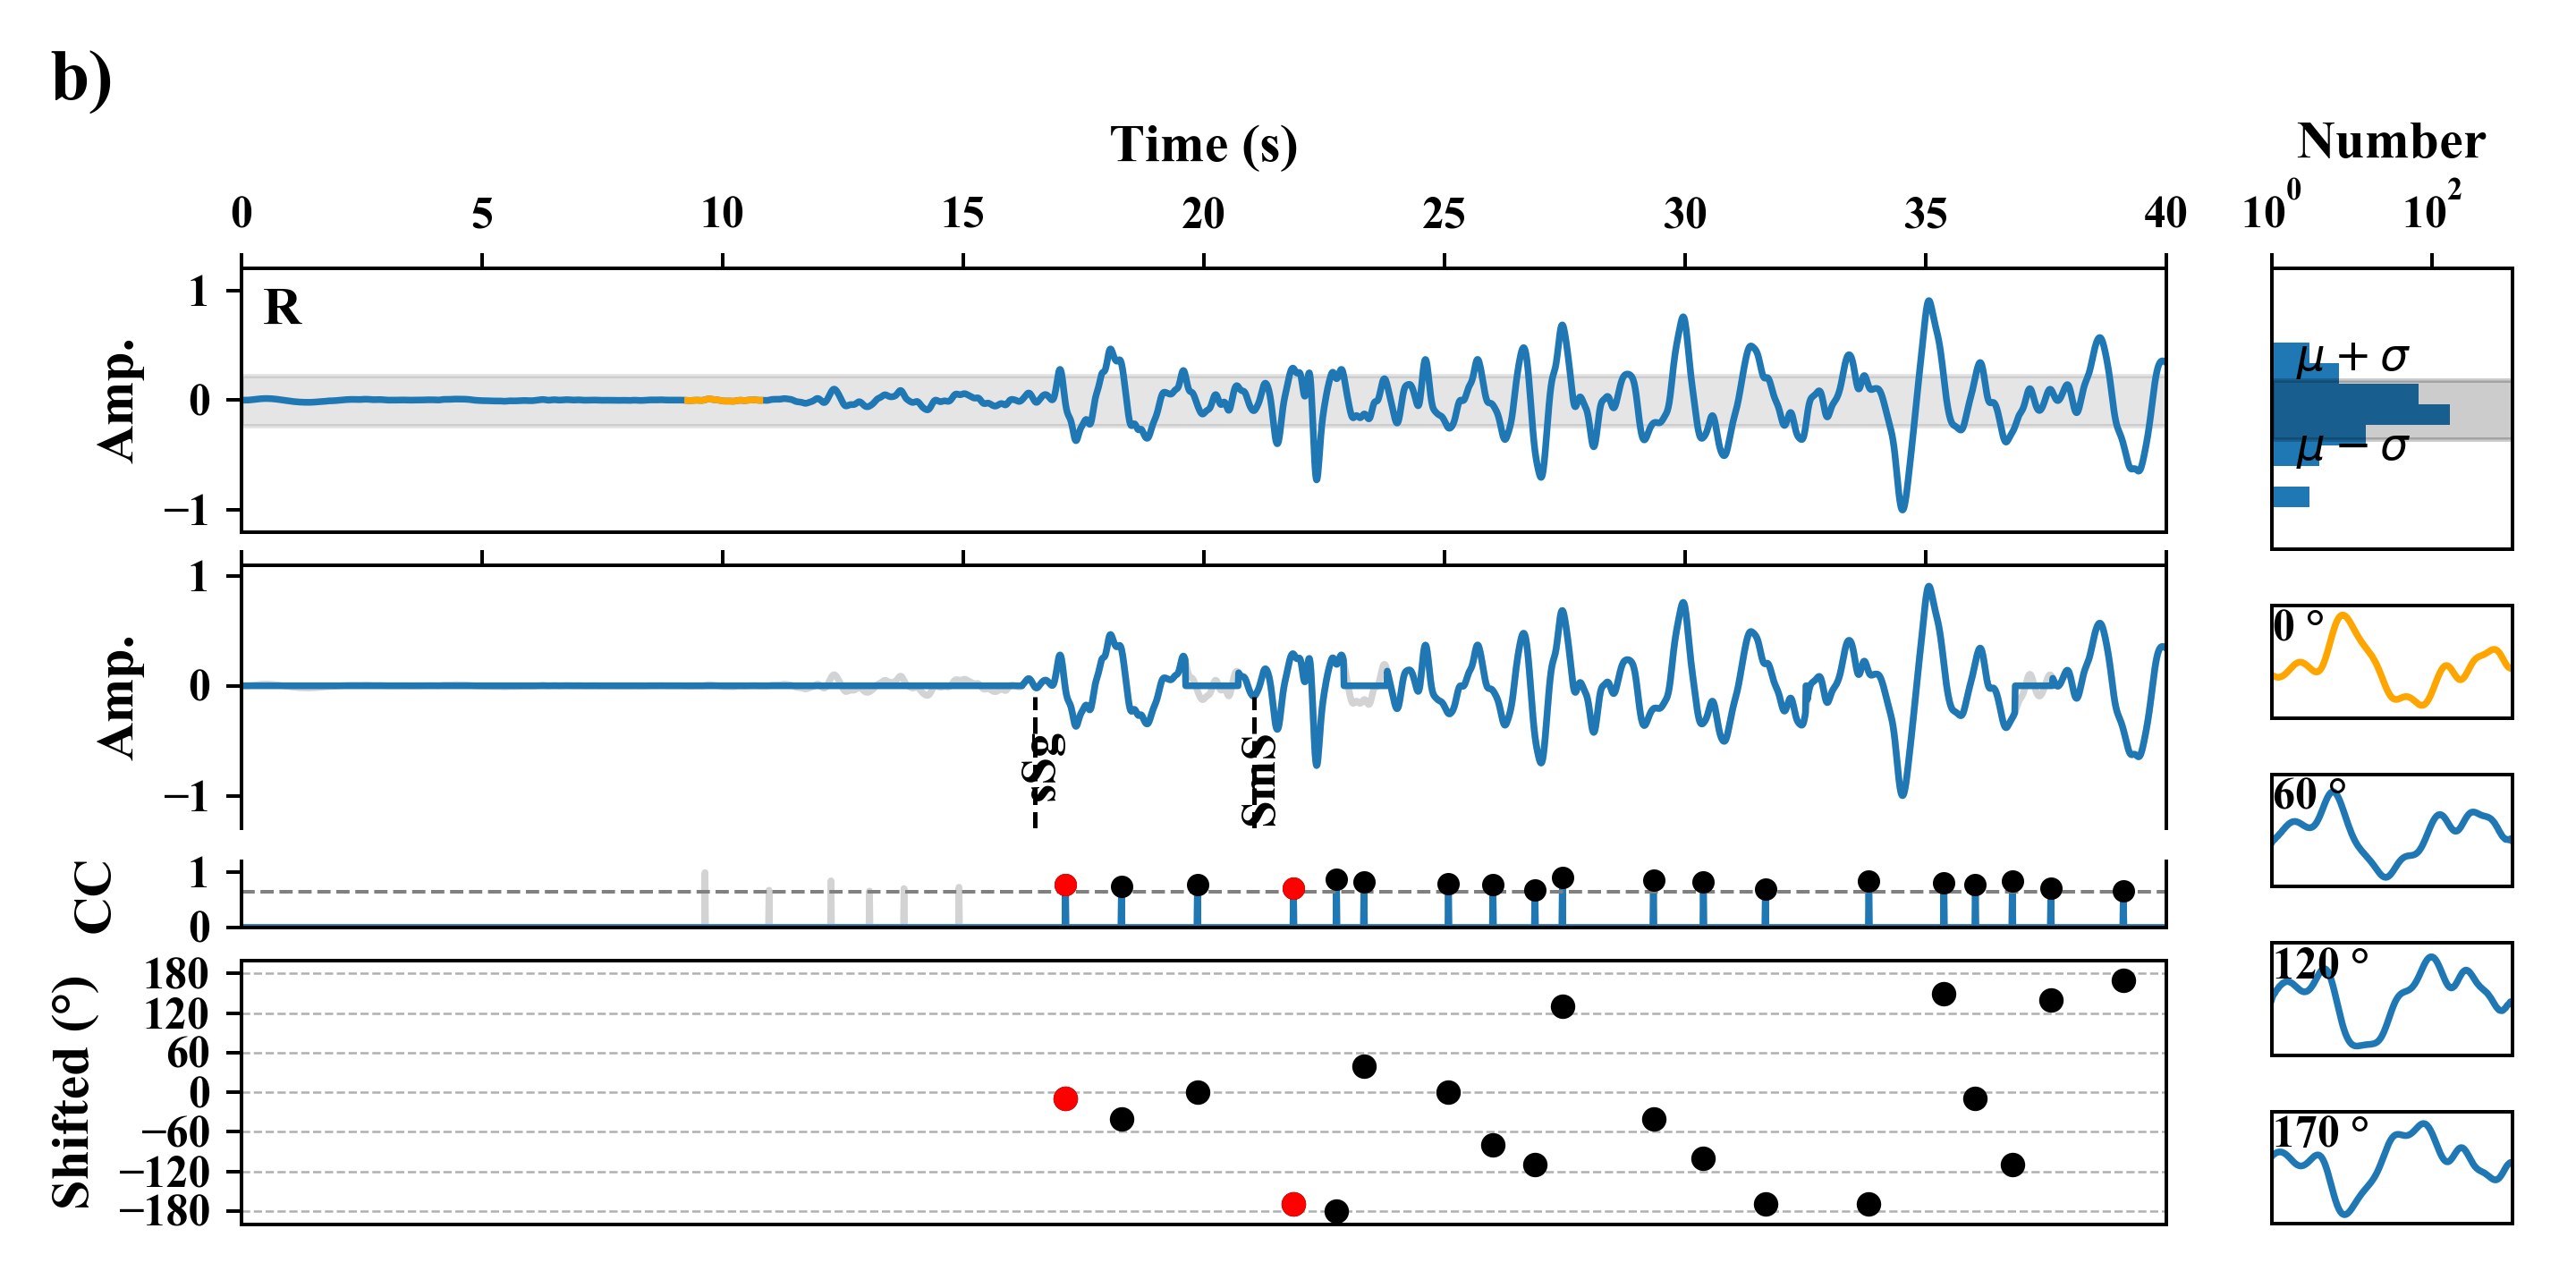 b)
Time (s)
Number
0 5 10 15 20 25 30 35 40
10^0 10^2
R
Amp.
1
0
−1
μ + σ
μ − σ
Amp.
1
0
−1
sSg
SmS
0 °
60 °
CC
1
0
120 °
Shifted (°)
180
120
60
0
−60
−120
−180
170 °